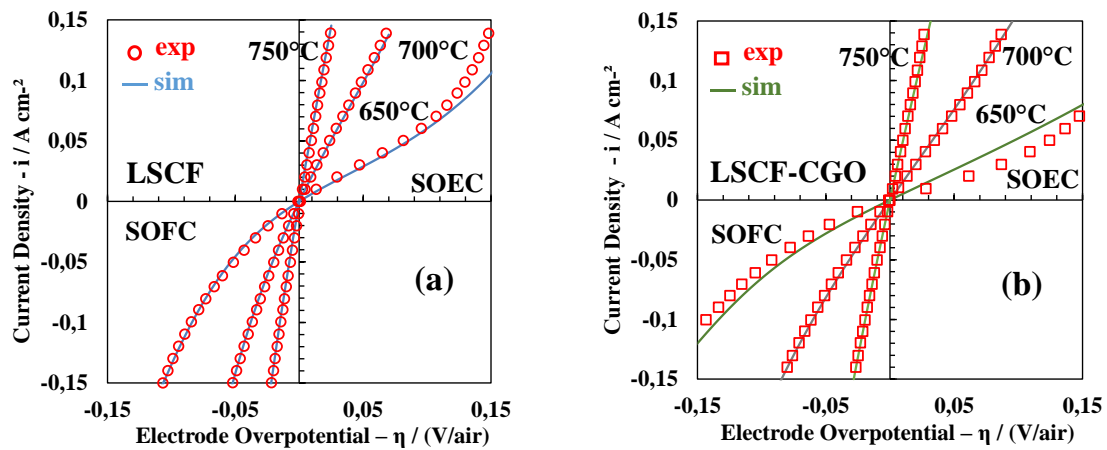 0,15
(a)
750°C
700°C
exp
sim
0,1
650°C
0,05
LSCF
SOEC
0
SOFC
-0,05
(b)
-0,1
-0,15
-0,15
-0,05
0,05
0,15
Current Density - i / A cm-2
Electrode Overpotential – η / (V/air)
0,15
750°C
700°C
exp
sim
0,1
650°C
0,05
LSCF-CGO
SOEC
0
SOFC
-0,05
(b)
-0,1
-0,15
-0,15
-0,05
0,05
0,15
Current Density - i / A cm-2
Electrode Overpotential – η / (V/air)